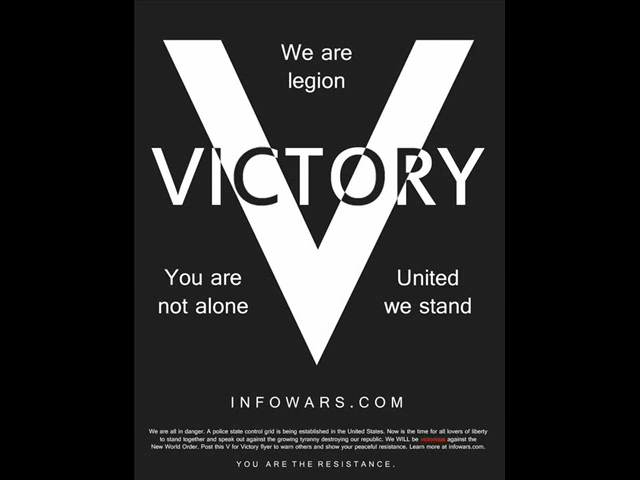 We are
legion
VICTORY
You are
not alone
United
we stand
INFOWARS.COM
We are all in danger. A police state control grid is being established in the United States. Now is the time for all lovers of liberty
to stand together and speak out against the growing tyranny destroying our republic. We WILL be victorious against the
New World Order. Post this V for Victory flyer to warn others and show your peaceful resistance. Learn more at infowars.com.
YOU ARE THE RESISTANCE.